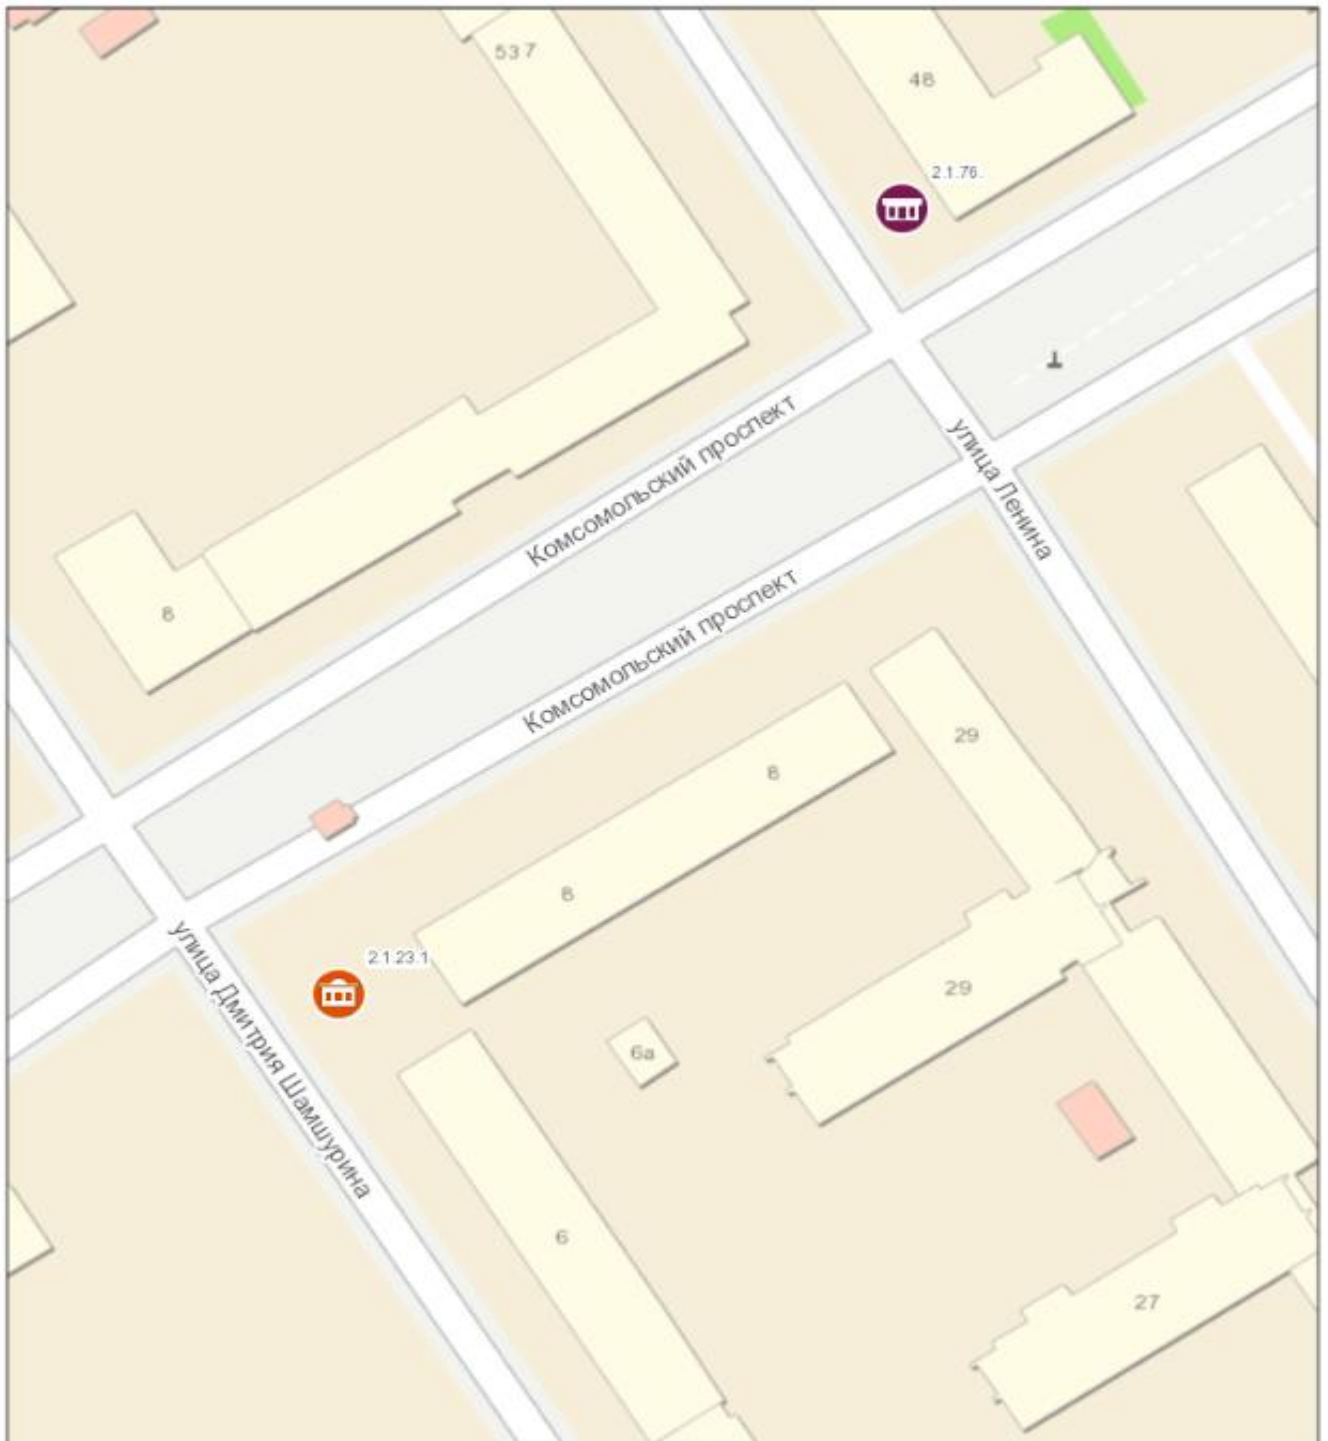 53 7
48
2.1.76.
Комсомольский проспект
улица Ленина
8
Комсомольский проспект
29
8
8
2.1.23.1
улица Дмитрия Шамшурина
29
6а
6
27